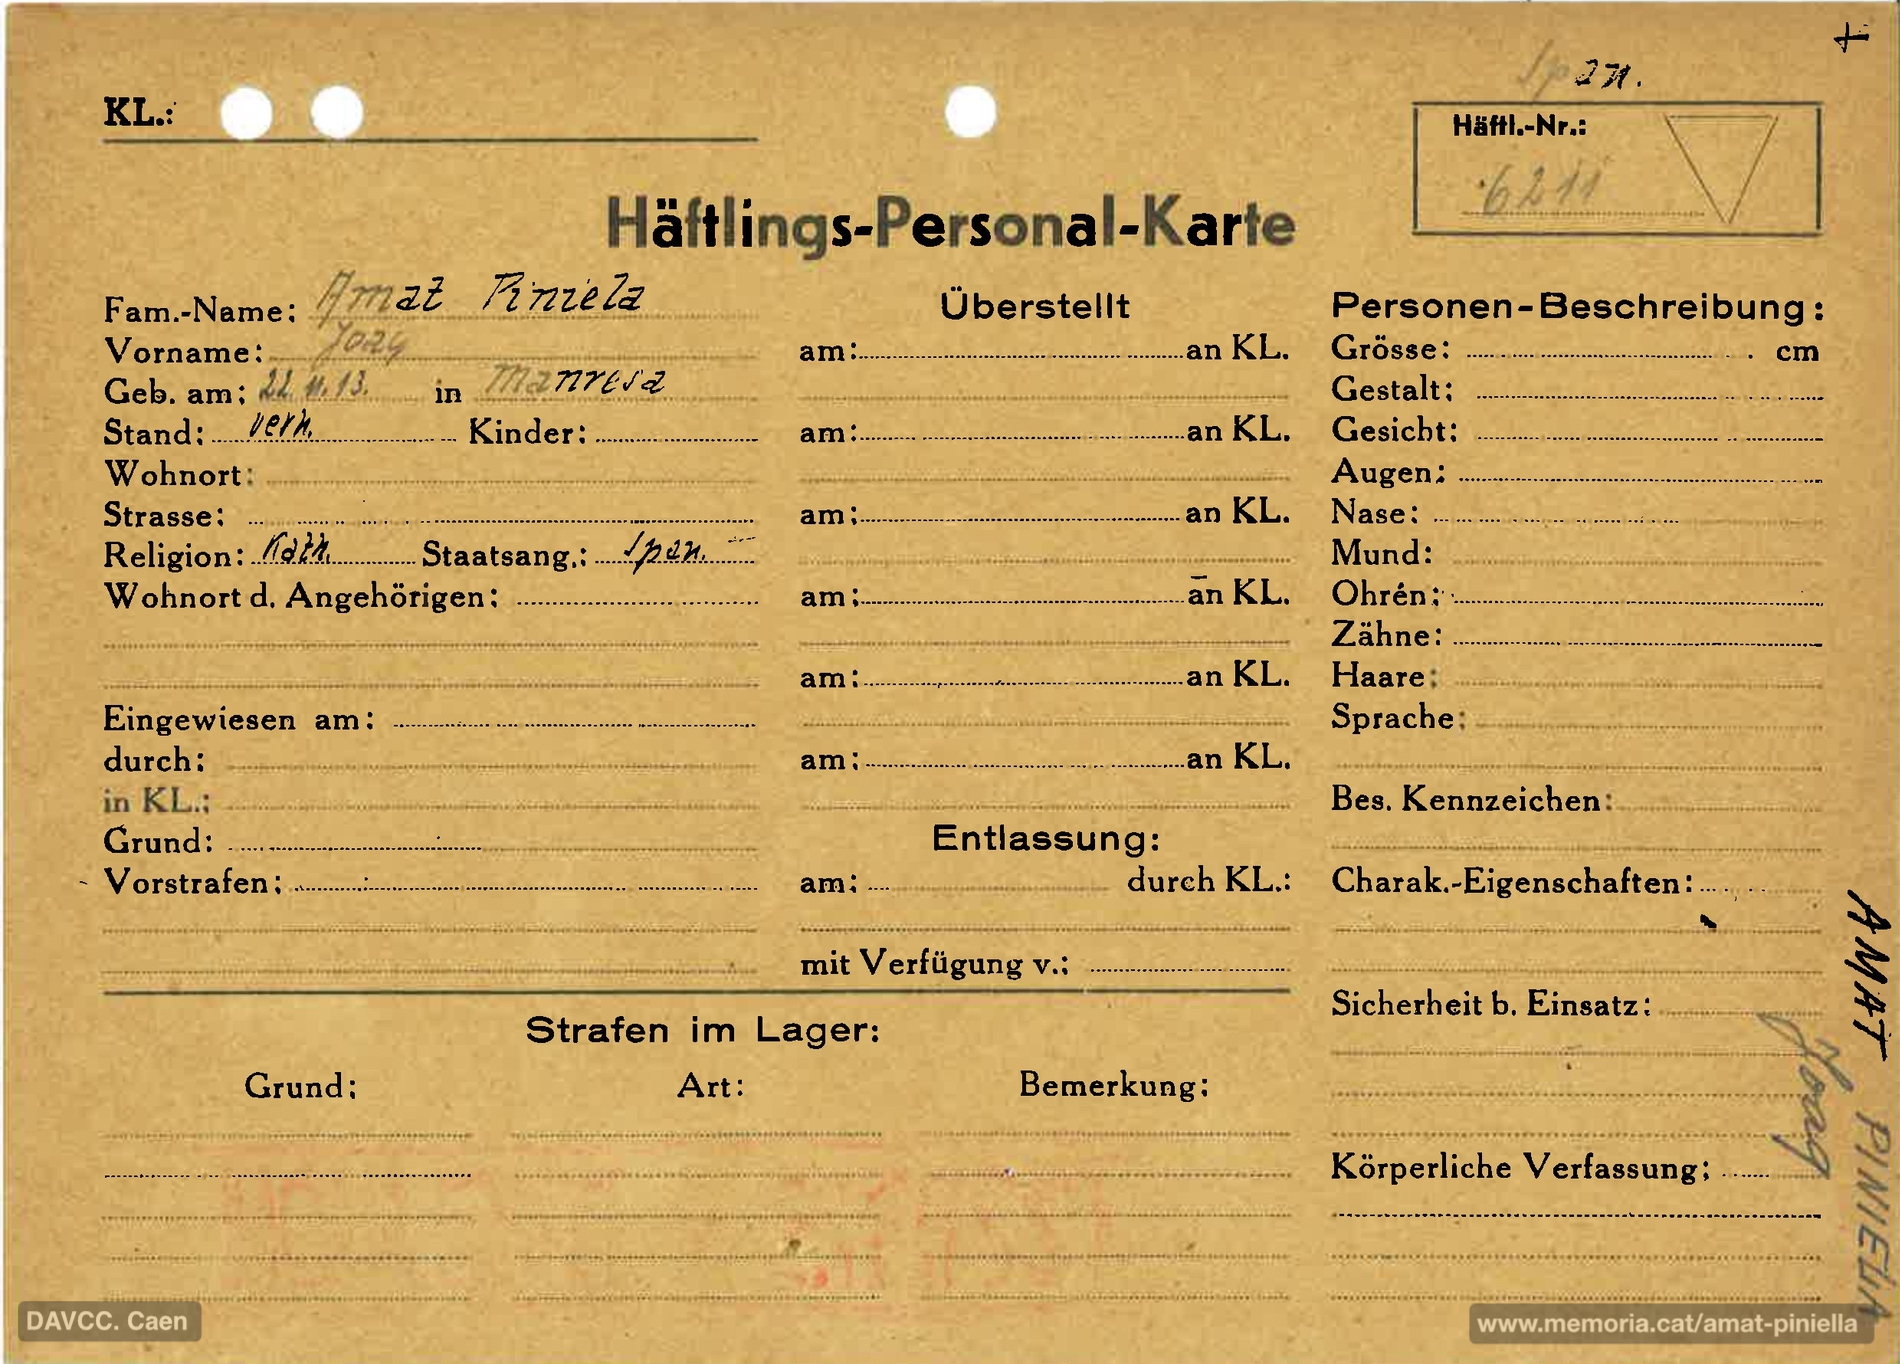 +
Span.
KL.:
Häftl.-Nr.:
6211
Häftlings-Personal-Karte
Fam.-Name: Amat Piniela
Vorname: Joag
Geb. am: 22.11.13. in Manresa
Stand: verh. Kinder:
Wohnort:
Strasse:
Religion: Kath. Staatsang.: Span.
Wohnort d. Angehörigen:
Eingewiesen am:
durch:
in KL.:
Grund:
Vorstrafen:
Überstellt
am: an KL.
am: an KL.
am: an KL.
am: an KL.
am: an KL.
am: an KL.
Entlassung:
am: durch KL.:
mit Verfügung v.:
Personen-Beschreibung:
Grösse: cm
Gestalt:
Gesicht:
Augen:
Nase:
Mund:
Ohren:
Zähne:
Haare:
Sprache:
Bes. Kennzeichen:
Charak.-Eigenschaften:
Sicherheit b. Einsatz:
Körperliche Verfassung:
Strafen im Lager:
Grund: Art: Bemerkung:
AMAT PINIELA
Joag
DAVCC. Caen
www.memoria.cat/amat-piniella